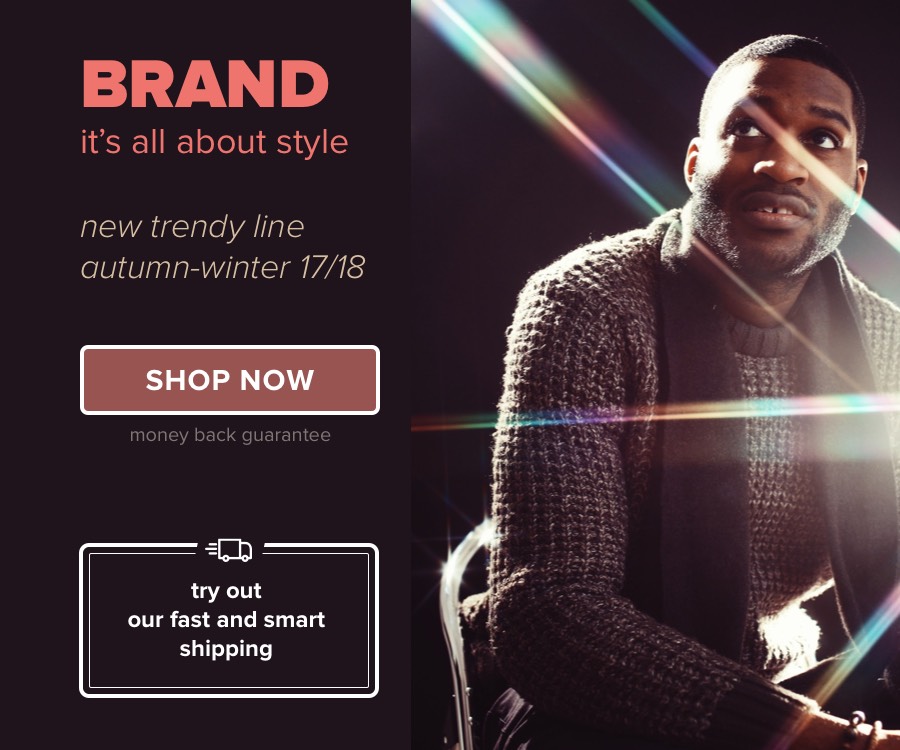 BRAND
it’s all about style
new trendy line
autumn-winter 17/18
SHOP NOW
money back guarantee
try out
our fast and smart
shipping